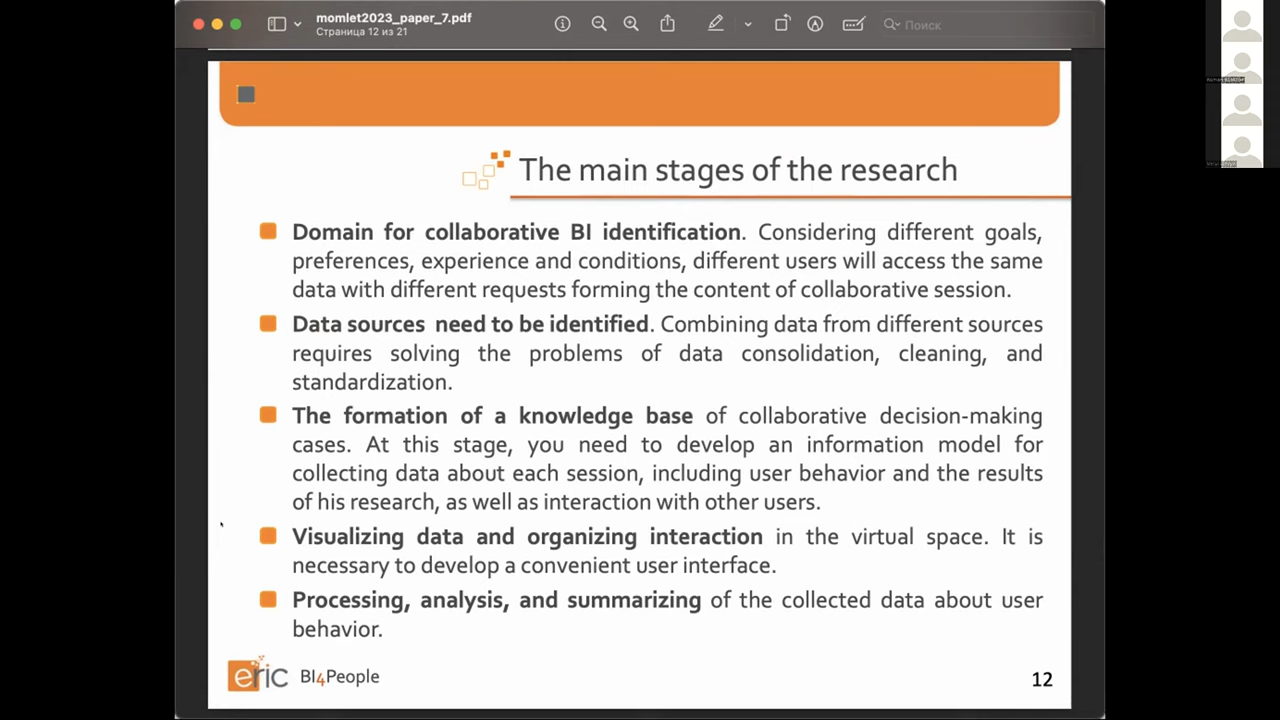 momlet2023_paper_7.pdf
Страница 12 из 21
Поиск
The main stages of the research
Domain for collaborative BI identification. Considering different goals,
preferences, experience and conditions, different users will access the same
data with different requests forming the content of collaborative session.
Data sources need to be identified. Combining data from different sources
requires solving the problems of data consolidation, cleaning, and
standardization.
The formation of a knowledge base of collaborative decision-making
cases. At this stage, you need to develop an information model for
collecting data about each session, including user behavior and the results
of his research, as well as interaction with other users.
Visualizing data and organizing interaction in the virtual space. It is
necessary to develop a convenient user interface.
Processing, analysis, and summarizing of the collected data about user
behavior.
eric BI4People
12